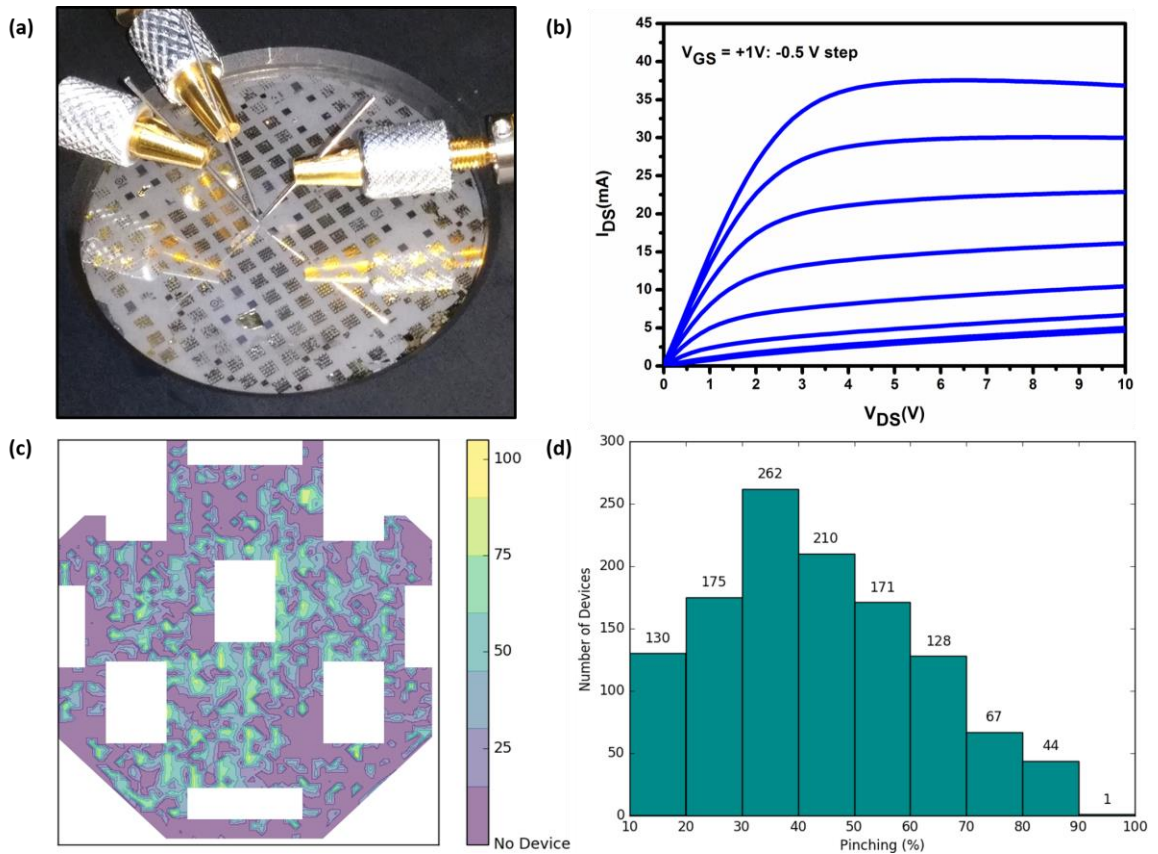 (a)
(b)
V_GS = +1V: -0.5 V step
45
40
35
30
25
20
15
10
5
0
I_DS(mA)
0 1 2 3 4 5 6 7 8 9 10
V_DS(V)
(c)
100
75
50
25
No Device
(d)
300
250
200
150
100
50
0
Number of Devices
130
175
262
210
171
128
67
44
1
10 20 30 40 50 60 70 80 90 100
Pinching (%)